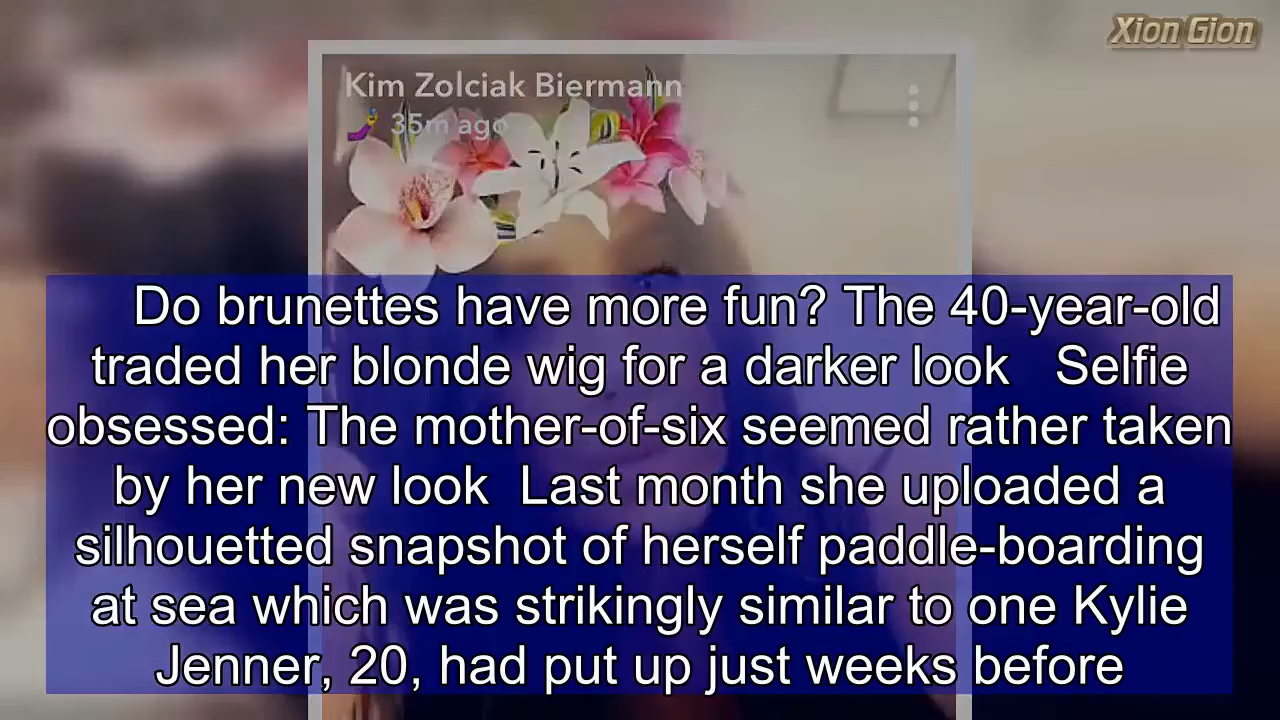 Xion Gion
Kim Zolciak Biermann
35m ago
Do brunettes have more fun? The 40-year-old
traded her blonde wig for a darker look Selfie
obsessed: The mother-of-six seemed rather taken
by her new look Last month she uploaded a
silhouetted snapshot of herself paddle-boarding
at sea which was strikingly similar to one Kylie
Jenner, 20, had put up just weeks before